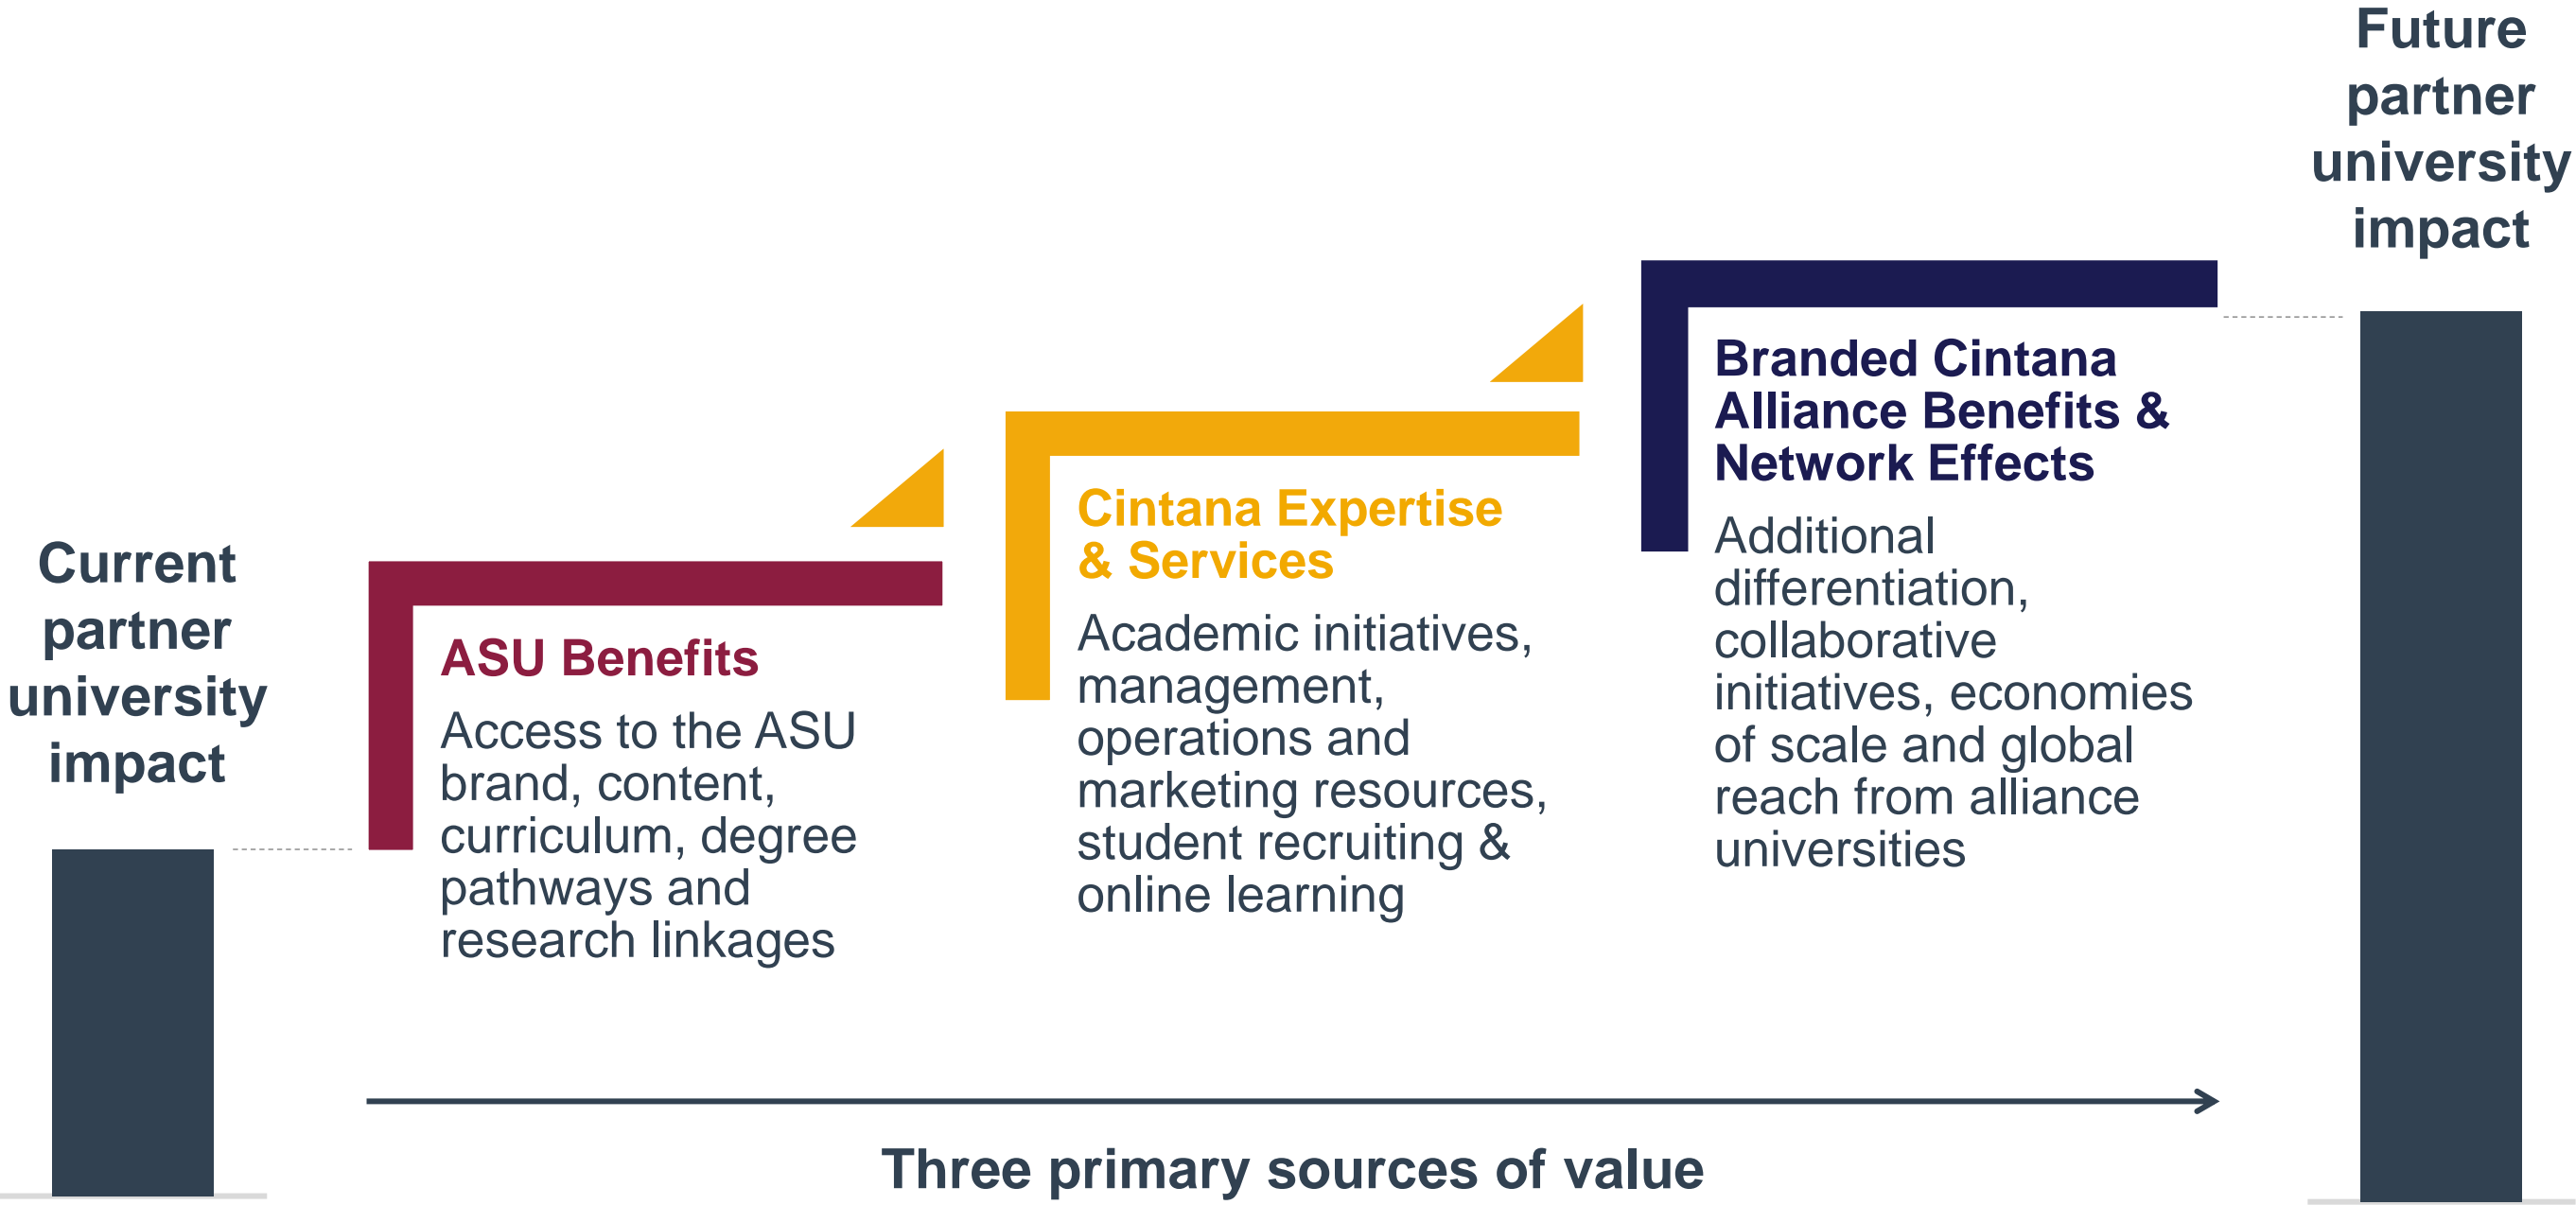 Current
partner
university
impact
ASU Benefits
Access to the ASU
brand, content,
curriculum, degree
pathways and
research linkages
Cintana Expertise
& Services
Academic initiatives,
management,
operations and
marketing resources,
student recruiting &
online learning
Branded Cintana
Alliance Benefits &
Network Effects
Additional
differentiation,
collaborative
initiatives, economies
of scale and global
reach from alliance
universities
Future
partner
university
impact
Three primary sources of value